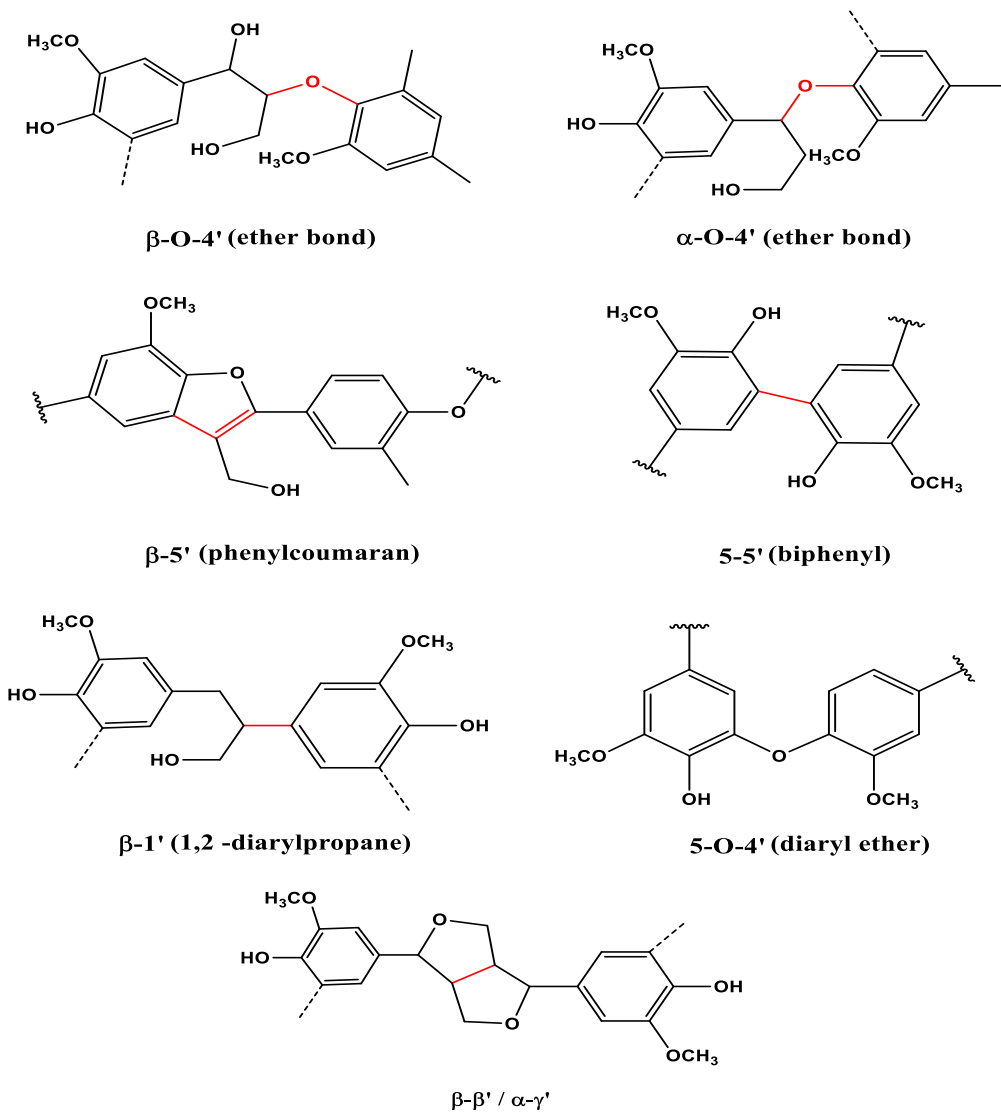 OH
H₃CO
O
HO
HO
H₃CO
β-O-4' (ether bond)
H₃CO
O
HO
H₃CO
HO
α-O-4' (ether bond)
OCH₃
O
O
OH
β-5' (phenylcoumaran)
H₃CO
OH
HO
OCH₃
5-5' (biphenyl)
H₃CO
OCH₃
HO
OH
HO
β-1' (1,2 -diarylpropane)
H₃CO
O
OH
OCH₃
5-O-4' (diaryl ether)
H₃CO
O
HO
OH
O
OCH₃
β-β' / α-γ'